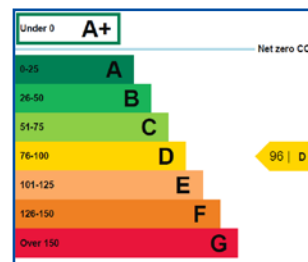 Under 0 A+
Net zero CO
0-25 A
26-50 B
51-75 C
76-100 D
96 | D
101-125 E
126-150 F
Over 150 G